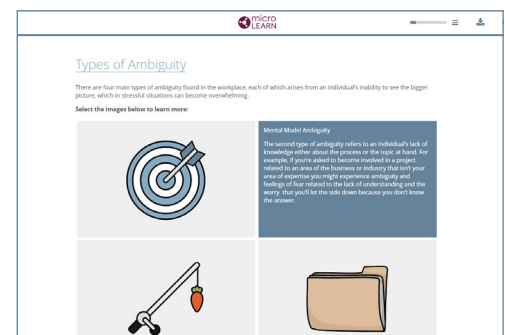 micro
LEARN
Types of Ambiguity
There are four main types of ambiguity found in the workplace, each of which arises from an individual's inability to see the bigger
picture, which in stressful situations can become overwhelming.
Select the images below to learn more:
Mental Model Ambiguity
The second type of ambiguity refers to an individual's lack of
knowledge either about the process or the topic at hand. For
example, if you're asked to become involved in a project
related to an area of the business or industry that isn't your
area of expertise you might experience ambiguity and
feelings of fear related to the lack of understanding and the
worry that you'll let the side down because you don't know
the answer.